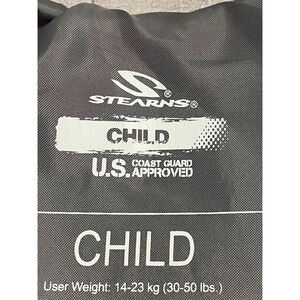 STEARNS®
CHILD
U.S. COAST GUARD
APPROVED
CHILD
User Weight: 14-23 kg (30-50 lbs.)